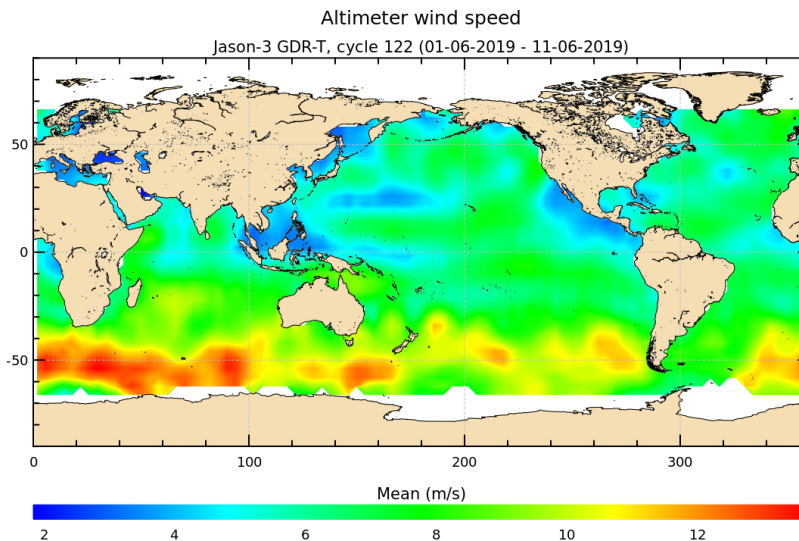 Altimeter wind speed
Jason-3 GDR-T, cycle 122 (01-06-2019 - 11-06-2019)
50
0
-50
0 100 200 300
Mean (m/s)
2 4 6 8 10 12